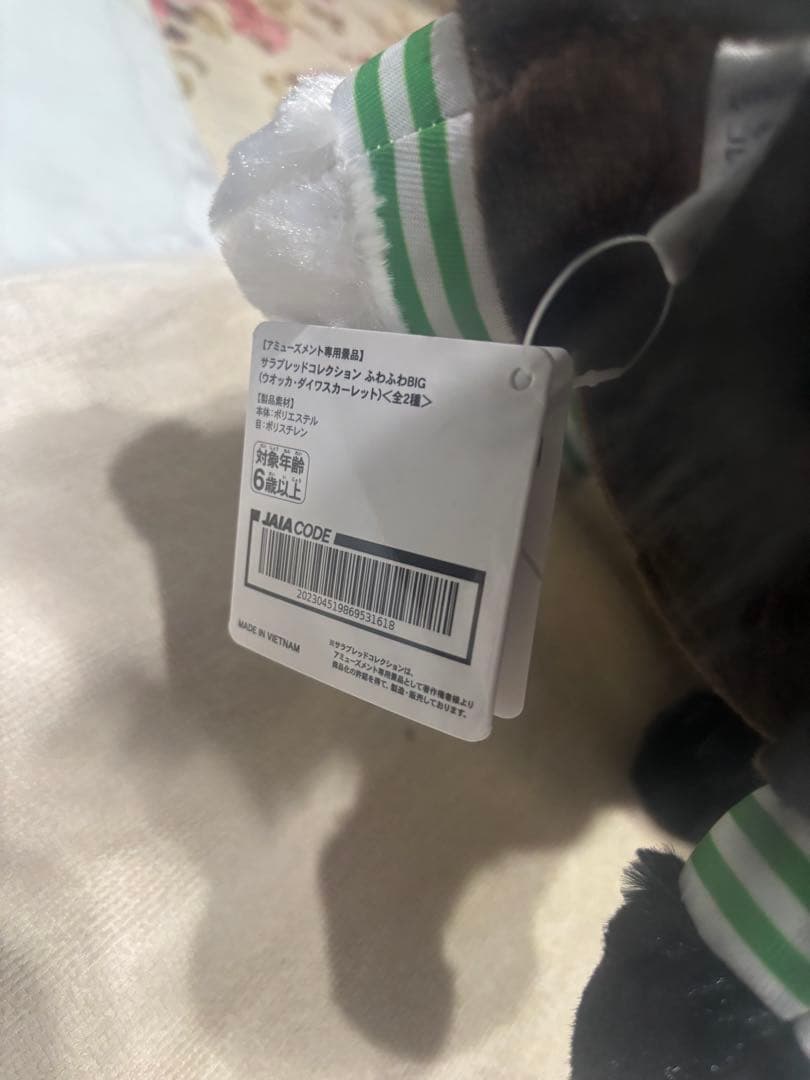 【アミューズメント専用景品】
サラブレッドコレクション ふわふわBIG
(ウオッカ・ダイワスカーレット)<全2種>
【製品素材】
本体:ポリエステル
目:ポリスチレン
対象年齢
6歳以上
JAIA CODE
202304519869531618
MADE IN VIETNAM
※サラブレッドコレクションは、
アミューズメント専用景品として著作権者様より
商品化の許諾を得て、製造・販売しております。